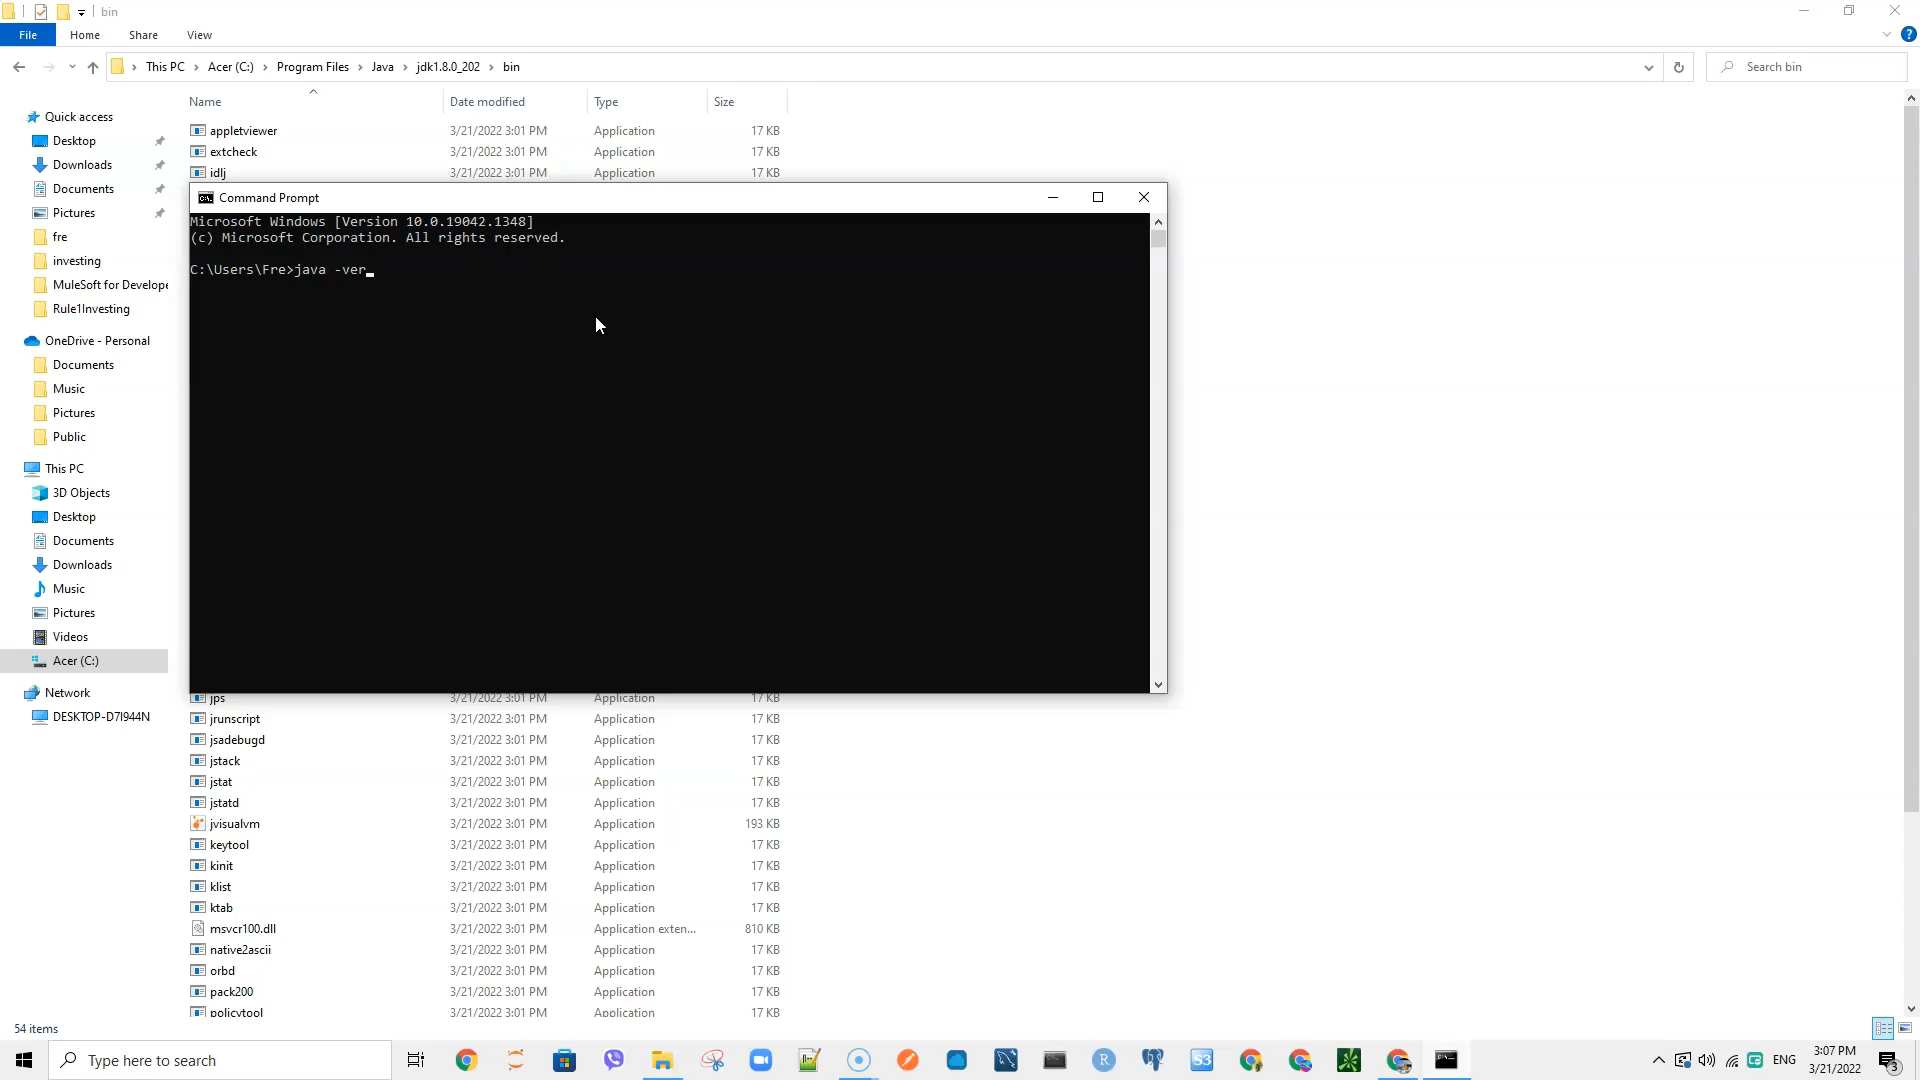 bin
File
Home
Share
View
This PC
Acer (C:)
Program Files
Java
jdk1.8.0_202
bin
Search bin
Name
Date modified
Type
Size
appletviewer 3/21/2022 3:01 PM Application 17 KB
extcheck 3/21/2022 3:01 PM Application 17 KB
idlj 3/21/2022 3:01 PM Application 17 KB
Quick access
Desktop
Downloads
Documents
Pictures
fre
investing
MuleSoft for Develope
Rule1Investing
OneDrive - Personal
Documents
Music
Pictures
Public
This PC
3D Objects
Desktop
Documents
Downloads
Music
Pictures
Videos
Acer (C:)
Network
DESKTOP-D7I944N
Command Prompt
Microsoft Windows [Version 10.0.19042.1348]
(c) Microsoft Corporation. All rights reserved.
C:\Users\Fre>java -ver_
jps 3/21/2022 3:01 PM Application 17 KB
jrunscript 3/21/2022 3:01 PM Application 17 KB
jsadebugd 3/21/2022 3:01 PM Application 17 KB
jstack 3/21/2022 3:01 PM Application 17 KB
jstat 3/21/2022 3:01 PM Application 17 KB
jstatd 3/21/2022 3:01 PM Application 17 KB
jvisualvm 3/21/2022 3:01 PM Application 193 KB
keytool 3/21/2022 3:01 PM Application 17 KB
kinit 3/21/2022 3:01 PM Application 17 KB
klist 3/21/2022 3:01 PM Application 17 KB
ktab 3/21/2022 3:01 PM Application 17 KB
msvcr100.dll 3/21/2022 3:01 PM Application exten... 810 KB
native2ascii 3/21/2022 3:01 PM Application 17 KB
orbd 3/21/2022 3:01 PM Application 17 KB
pack200 3/21/2022 3:01 PM Application 17 KB
policytool 3/21/2022 3:01 PM Application 17 KB
54 items
Type here to search
R
S3
ENG
3:07 PM
3/21/2022
3